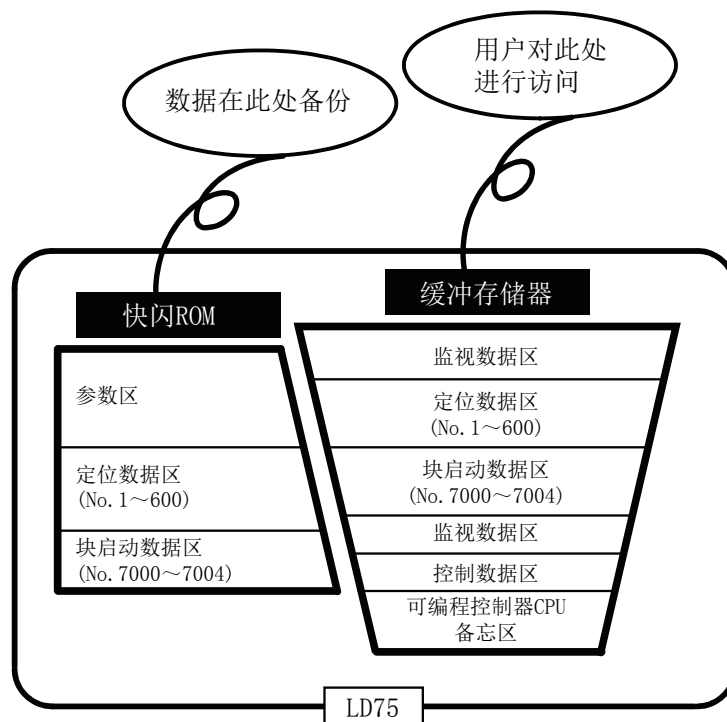 用户对此处
进行访问
数据在此处备份
快闪ROM
参数区
定位数据区
(No.1～600)
块启动数据区
(No.7000～7004)
缓冲存储器
监视数据区
定位数据区
(No.1～600)
块启动数据区
(No.7000～7004)
监视数据区
控制数据区
可编程控制器CPU
备忘区
LD75